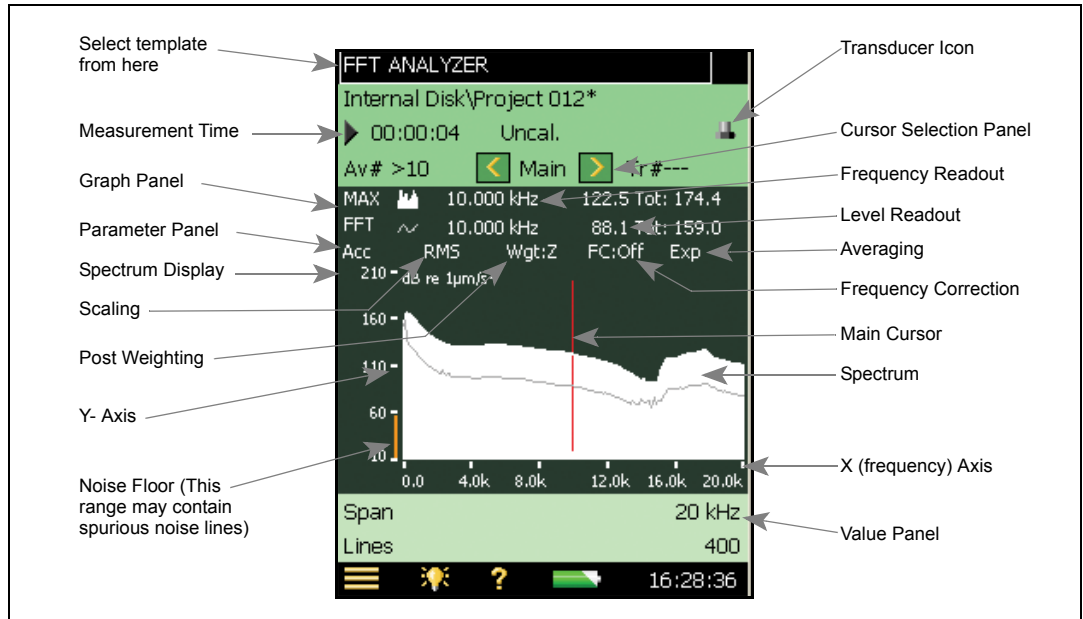 Select template
from here
Measurement Time
Graph Panel
Parameter Panel
Spectrum Display
Scaling
Post Weighting
Y- Axis
Noise Floor (This
range may contain
spurious noise lines)
FFT ANALYZER
Internal Disk\Project 012*
00:00:04 Uncal.
Av# >10 < Main > Tr#---
MAX 10.000 kHz 122.5 Tot: 174.4
FFT 10.000 kHz 88.1 Tot: 159.0
Acc RMS Wgt:Z FC:Off Exp
210 dB re 1µm/s²
160
110
60
10
0.0 4.0k 8.0k 12.0k 16.0k 20.0k
Span 20 kHz
Lines 400
? 16:28:36
Transducer Icon
Cursor Selection Panel
Frequency Readout
Level Readout
Averaging
Frequency Correction
Main Cursor
Spectrum
X (frequency) Axis
Value Panel